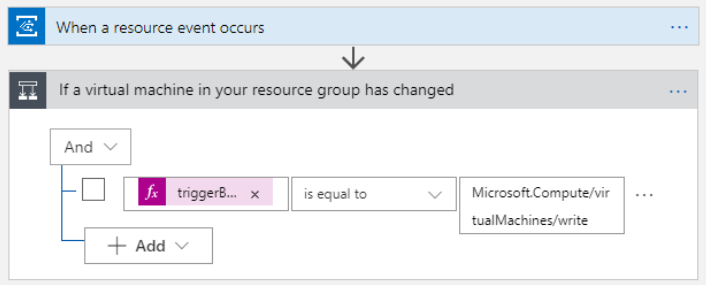 When a resource event occurs
If a virtual machine in your resource group has changed
And
fx triggerB... × is equal to Microsoft.Compute/vir
tualMachines/write
+ Add